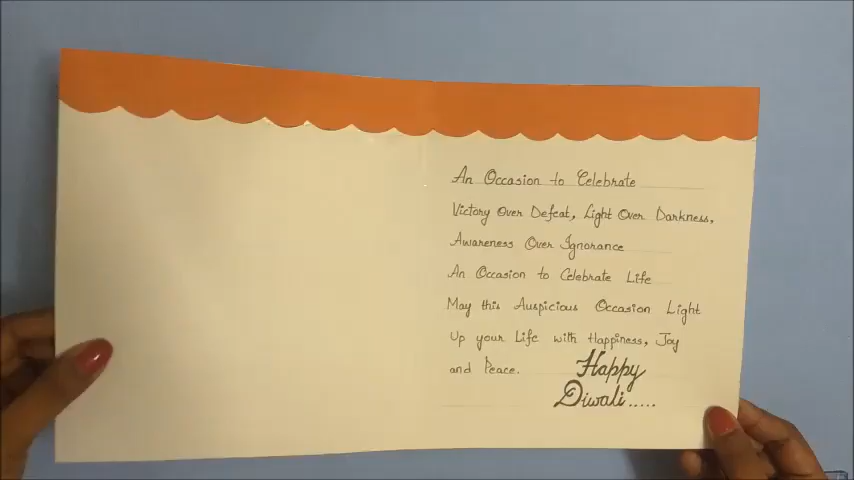 An Occasion to Celebrate
Victory Over Defeat, Light Over Darkness,
Awareness Over Ignorance
An Occasion to Celebrate Life
May this Auspicious Occasion Light
Up your Life with Happiness, Joy
and Peace.
Happy
Diwali.....